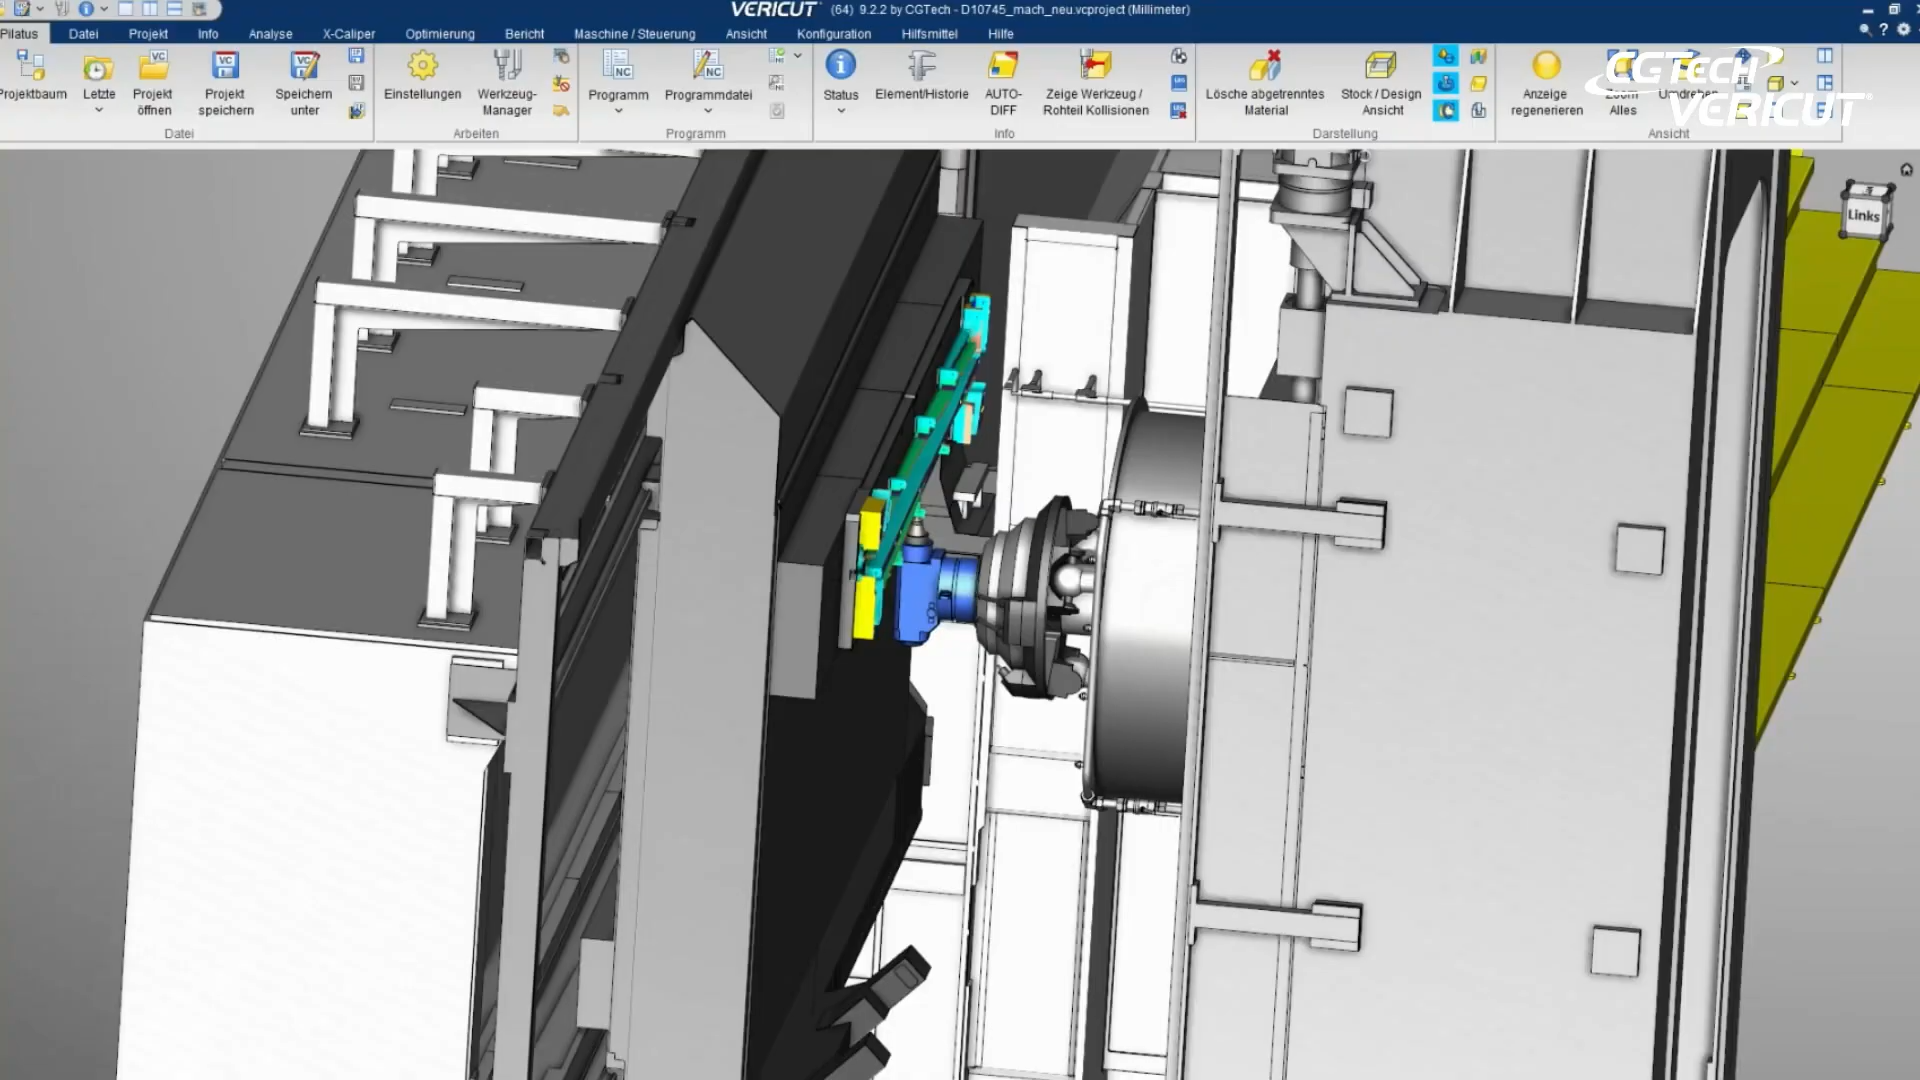 VERICUT (64) 9.2.2 by CGTech - D10745_mach_neu.vcproject (Millimeter)
Pilatus Datei Projekt Info Analyse X-Caliper Optimierung Bericht Maschine / Steuerung Ansicht Konfiguration Hilfsmittel Hilfe
Projektbaum
Letzte
Projekt
öffnen
Projekt
speichern
Speichern
unter
Datei
Einstellungen
Werkzeug-
Manager
Arbeiten
Programm
Programmdatei
Programm
Status
Element/Historie
AUTO-
DIFF
Zeige Werkzeug /
Rohteil Kollisionen
Info
Lösche abgetrenntes
Material
Stock / Design
Ansicht
Darstellung
Anzeige
regenerieren
Zoom
Alles
Umdrehen
Ansicht
CGTECH
VERICUT®
Links